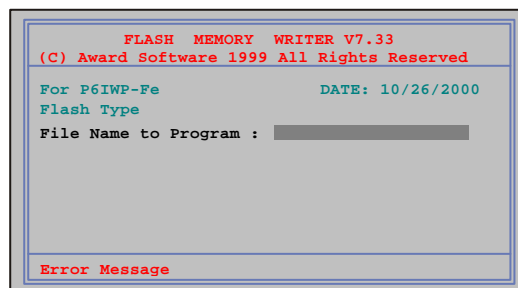 FLASH MEMORY WRITER V7.33
(C) Award Software 1999 All Rights Reserved
For P6IWP-Fe DATE: 10/26/2000
Flash Type
File Name to Program :
Error Message